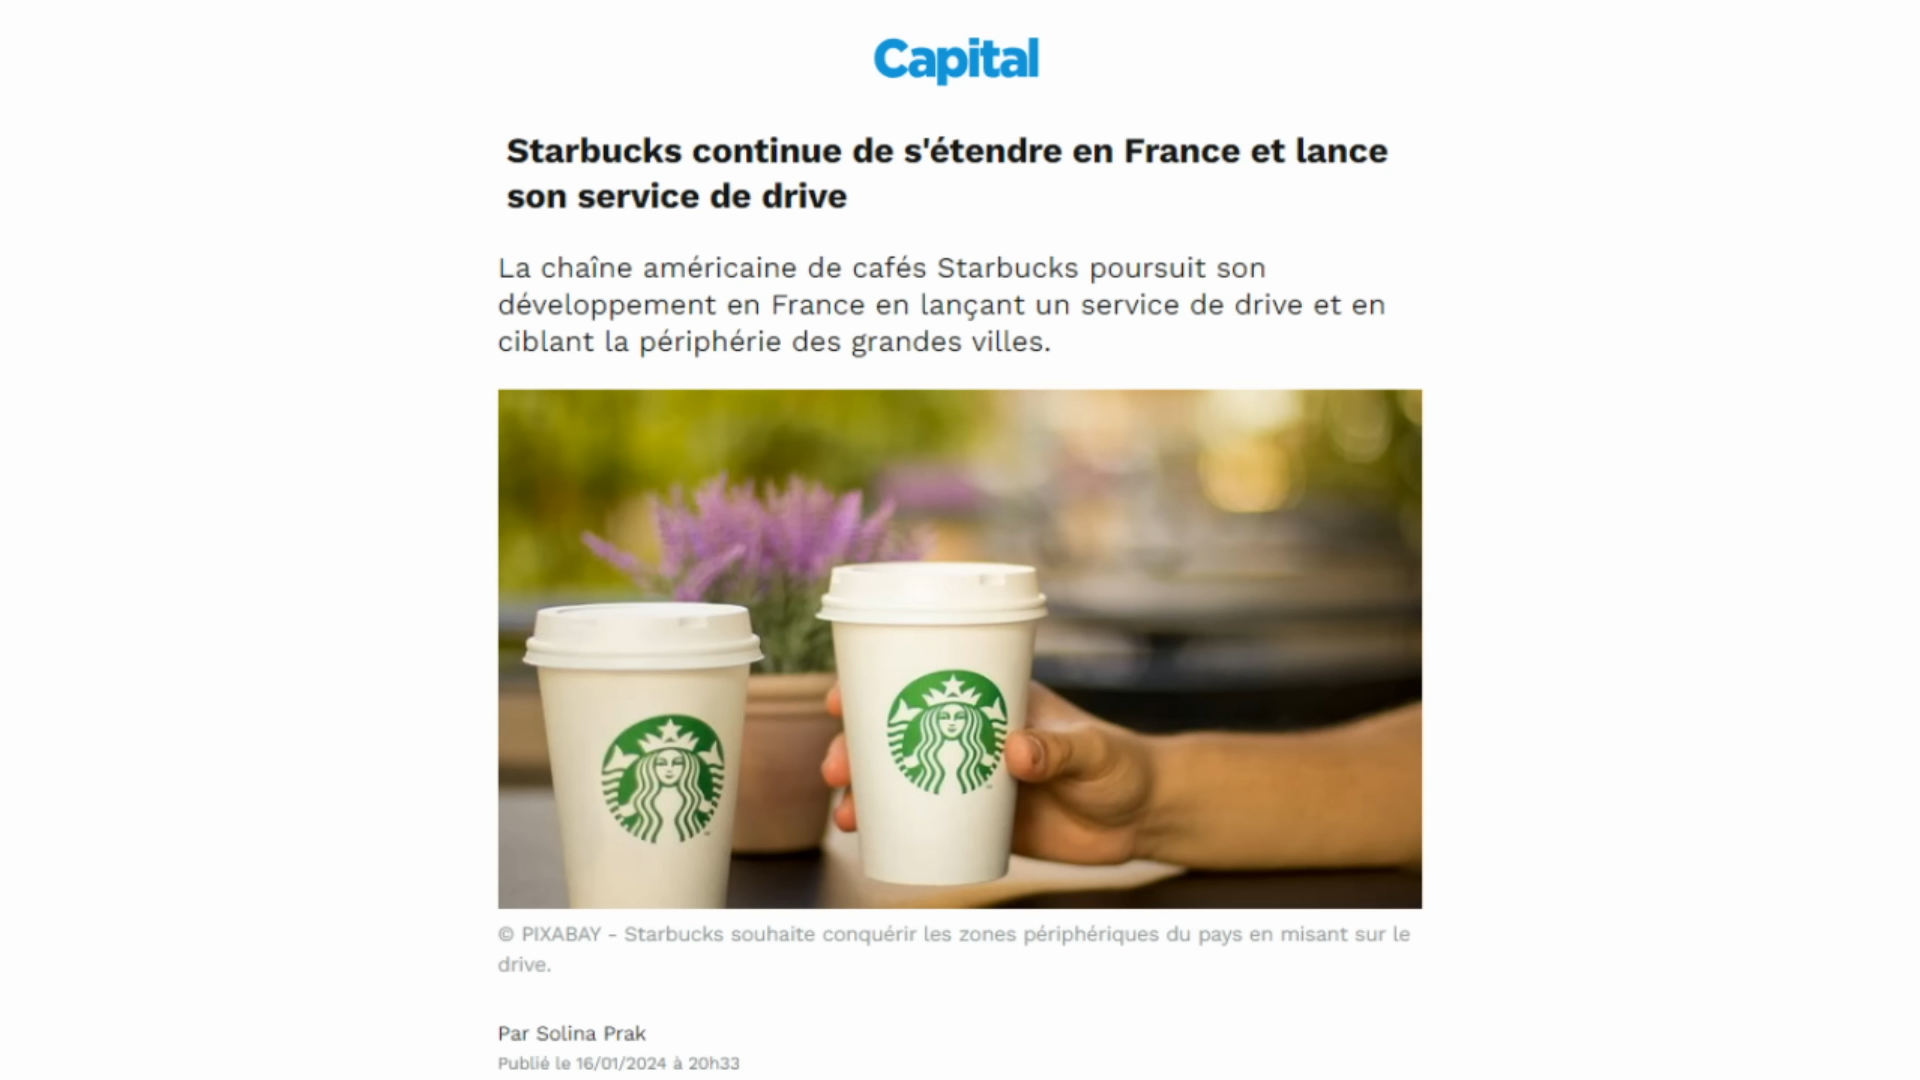 Capital
Starbucks continue de s'étendre en France et lance
son service de drive
La chaîne américaine de cafés Starbucks poursuit son
développement en France en lançant un service de drive et en
ciblant la périphérie des grandes villes.
© PIXABAY - Starbucks souhaite conquérir les zones périphériques du pays en misant sur le
drive.
Par Solina Prak
Publié le 16/01/2024 à 20h33